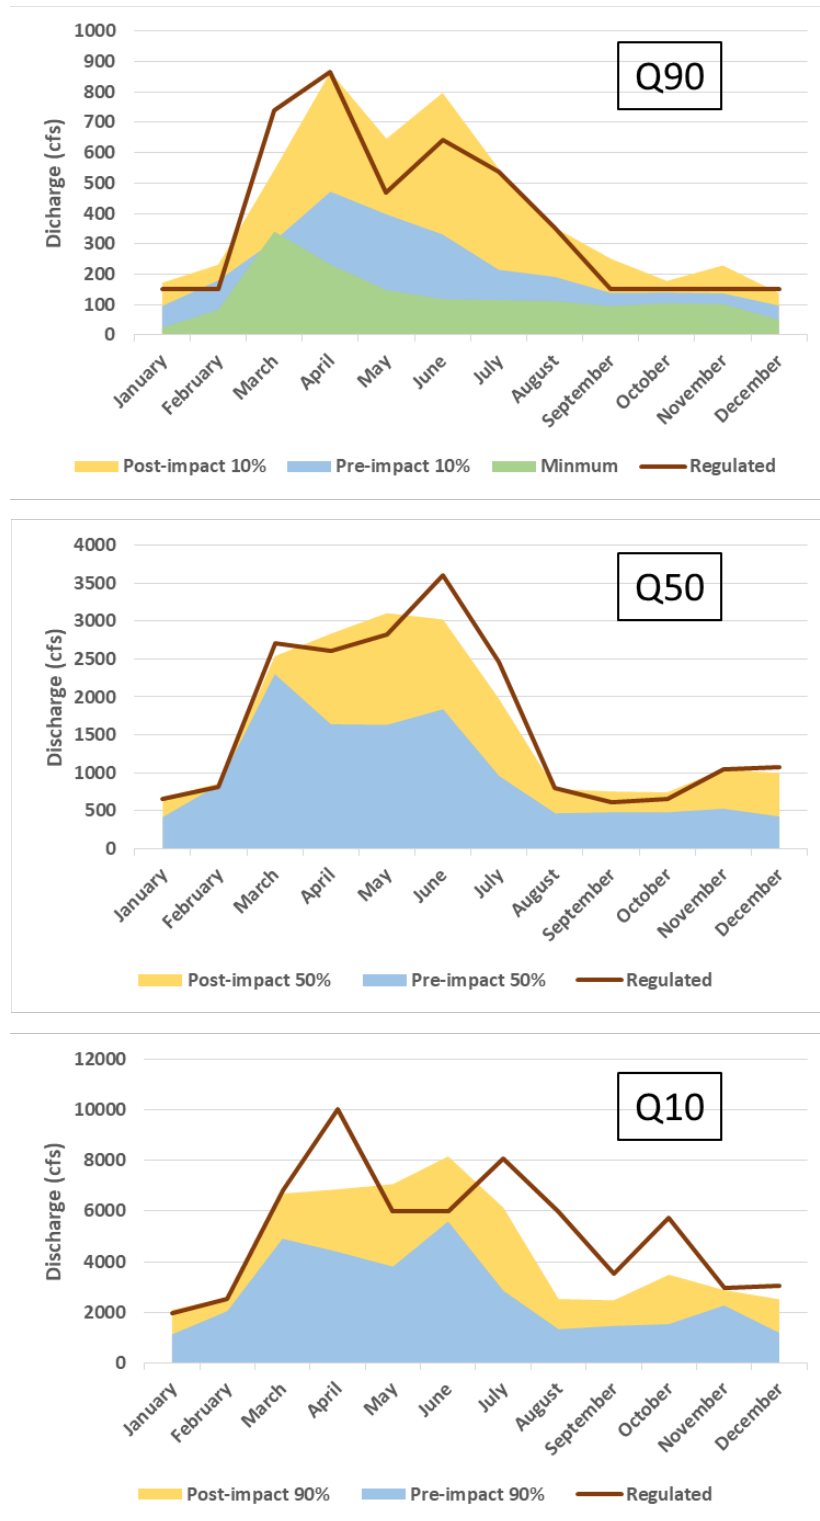 1000
900
800
700
600
500
400
300
200
100
0
Dicharge (cfs)
Q90
January
February
March
April
May
June
July
August
September
October
November
December
Post-impact 10%
Pre-impact 10%
Minmum
Regulated
4000
3500
3000
2500
2000
1500
1000
500
0
Discharge (cfs)
Q50
January
February
March
April
May
June
July
August
September
October
November
December
Post-impact 50%
Pre-impact 50%
Regulated
12000
10000
8000
6000
4000
2000
0
Discharge (cfs)
Q10
January
February
March
April
May
June
July
August
September
October
November
December
Post-impact 90%
Pre-impact 90%
Regulated